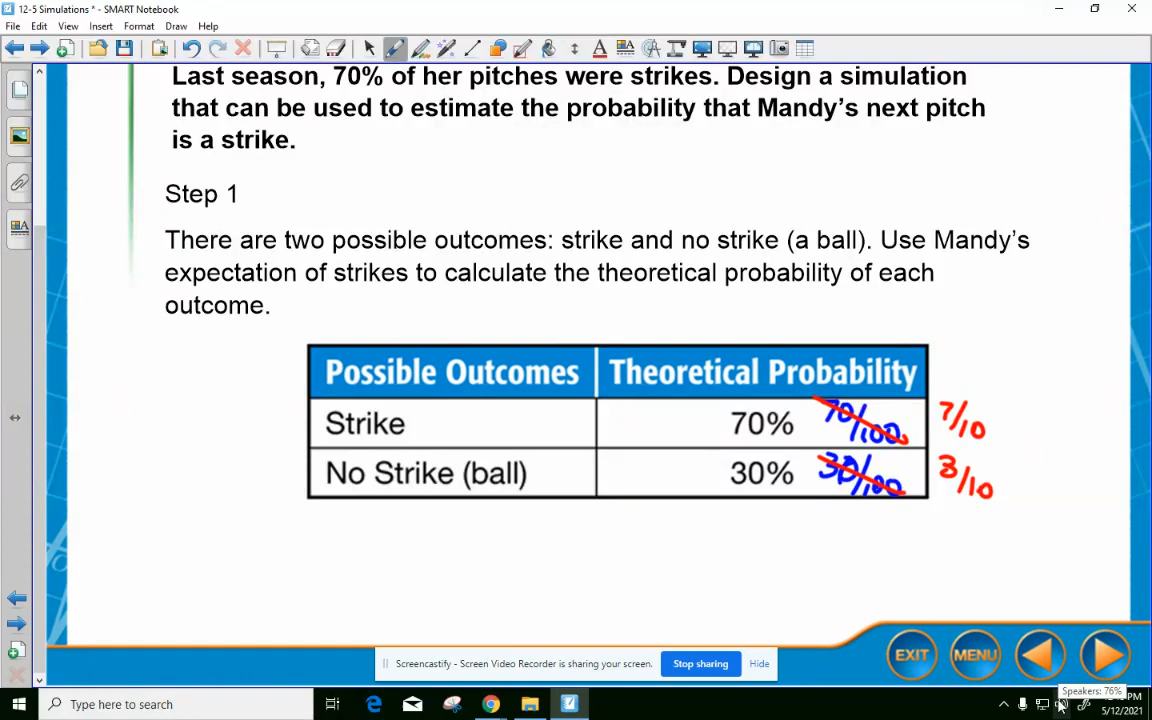 12-5 Simulations * - SMART Notebook
File Edit View Insert Format Draw Help
Last season, 70% of her pitches were strikes. Design a simulation
that can be used to estimate the probability that Mandy's next pitch
is a strike.
Step 1
There are two possible outcomes: strike and no strike (a ball). Use Mandy's
expectation of strikes to calculate the theoretical probability of each
outcome.
Possible Outcomes Theoretical Probability
Strike 70% 70/100 7/10
No Strike (ball) 30% 30/100 3/10
EXIT MENU
Screencastify - Screen Video Recorder is sharing your screen. Stop sharing Hide
Speakers: 76%
Type here to search
PM
5/12/2021